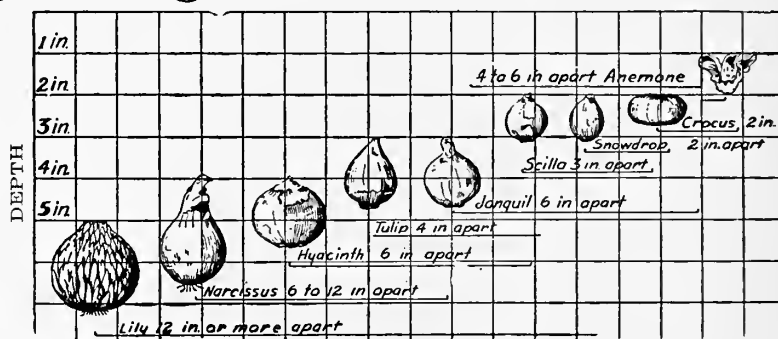 1 in.
2 in.
3 in.
4 in.
5 in.
DEPTH
4 to 6 in apart Anemone
Crocus, 2 in.
Snowdrop, 2 in. apart
Scilla 3 in apart
Jonquil 6 in apart
Tulip 4 in apart
Hyacinth 6 in apart
Narcissus 6 to 12 in apart
Lily 12 in. or more apart